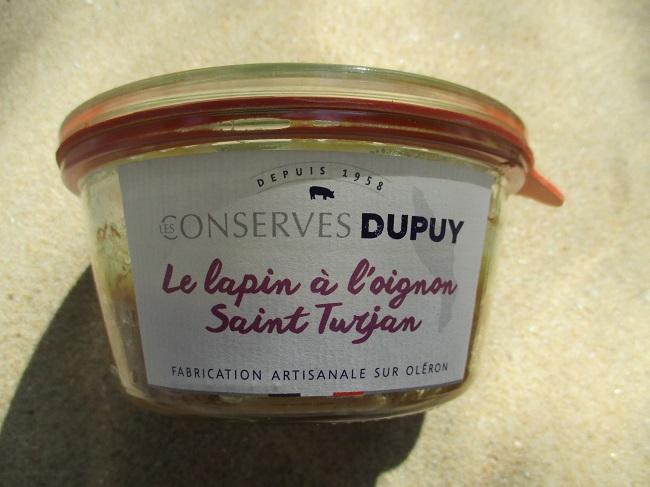 DEPUIS 1958
LES CONSERVES DUPUY
Le lapin à l'oignon
Saint Turjan
FABRICATION ARTISANALE SUR OLÉRON